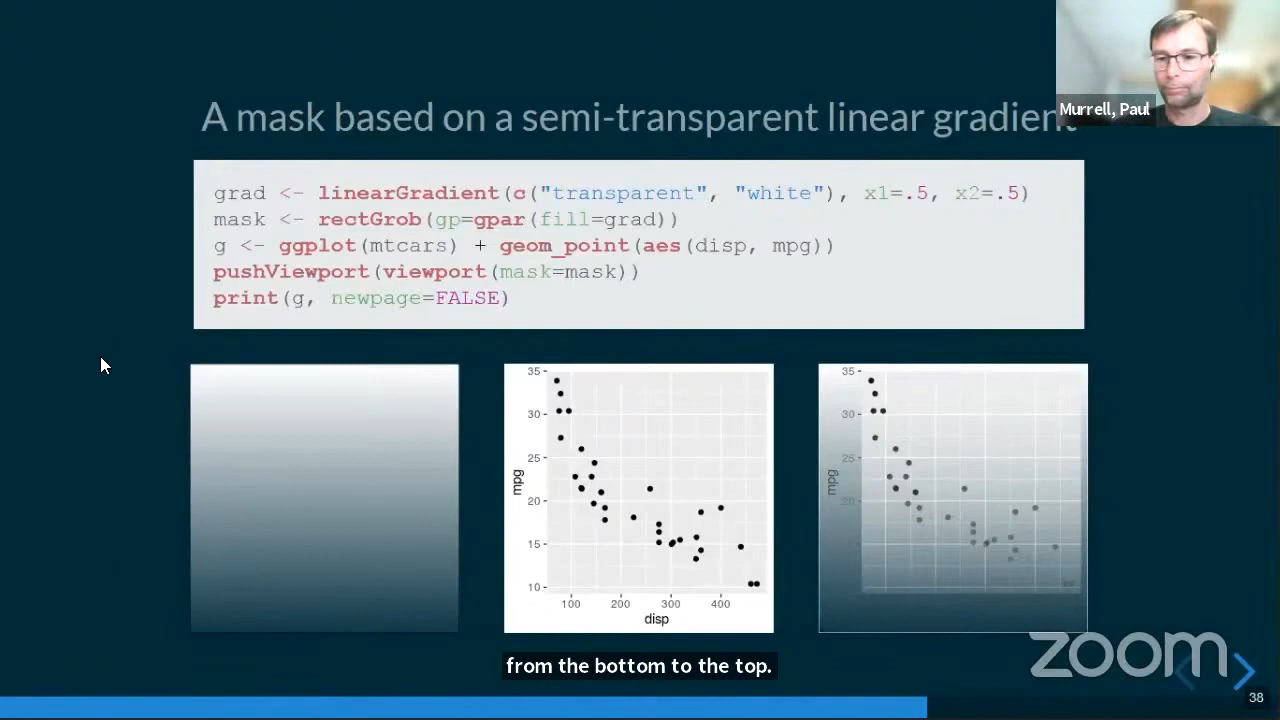 A mask based on a semi-transparent linear gradient
Murrell, Paul
grad <- linearGradient(c("transparent", "white"), x1=.5, x2=.5)
mask <- rectGrob(gp=gpar(fill=grad))
g <- ggplot(mtcars) + geom_point(aes(disp, mpg))
pushViewport(viewport(mask=mask))
print(g, newpage=FALSE)
35
30
25
20
15
10
mpg
100 200 300 400
disp
35
30
25
20
mpg
from the bottom to the top.
zoom
38